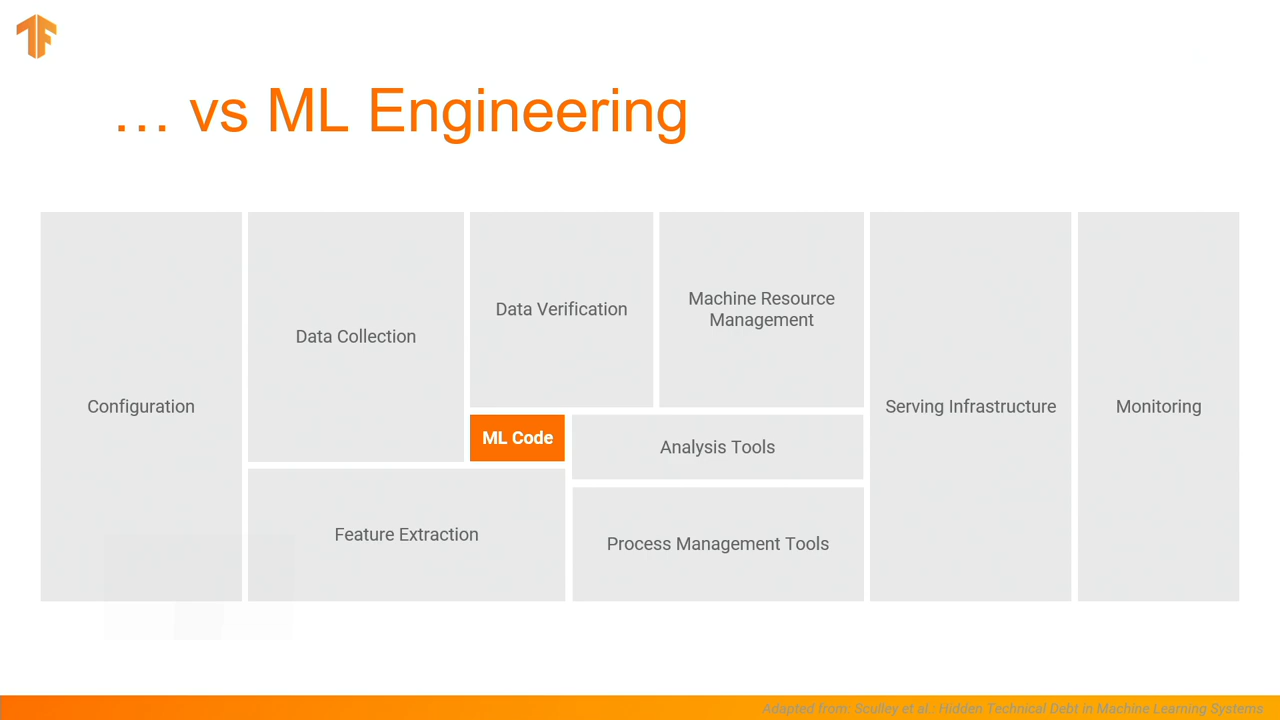 … vs ML Engineering
Configuration
Data Collection
Data Verification
Machine Resource
Management
Serving Infrastructure
Monitoring
ML Code
Analysis Tools
Feature Extraction
Process Management Tools
Adapted from: Sculley et al.: Hidden Technical Debt in Machine Learning Systems